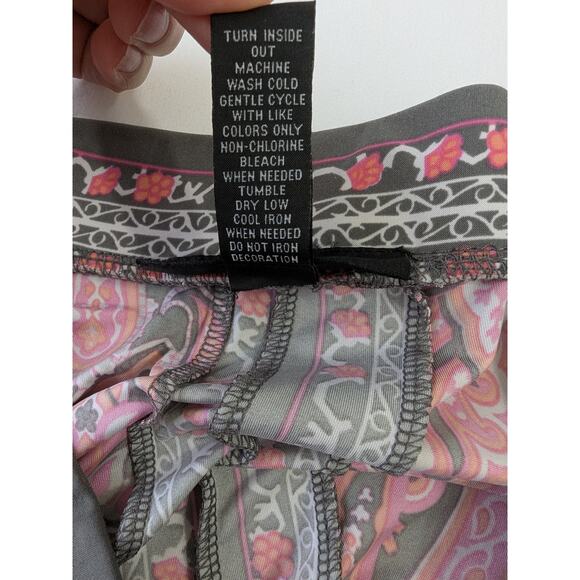 TURN INSIDE
OUT
MACHINE
WASH COLD
GENTLE CYCLE
WITH LIKE
COLORS ONLY
NON-CHLORINE
BLEACH
WHEN NEEDED
TUMBLE
DRY LOW
COOL IRON
WHEN NEEDED
DO NOT IRON
DECORATION